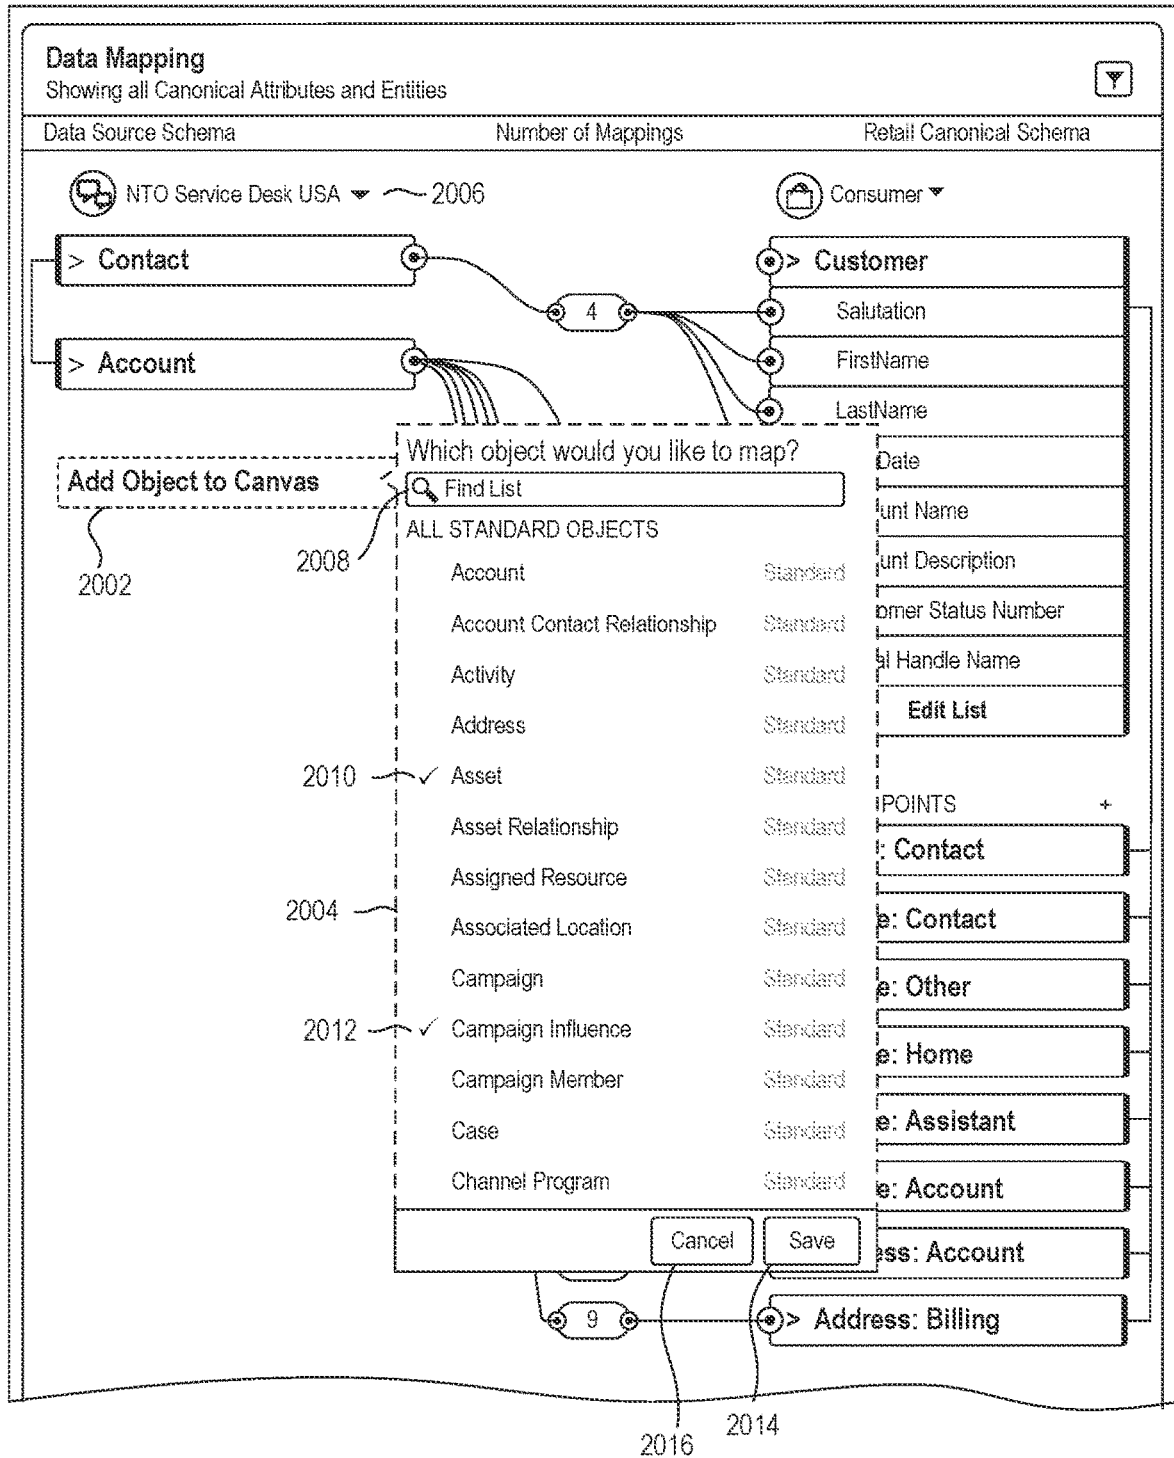 Data Mapping
Showing all Canonical Attributes and Entities
Data Source Schema Number of Mappings Retail Canonical Schema
NTO Service Desk USA 2006 Consumer
> Contact
> Customer
4
Salutation
> Account
FirstName
LastName
Which object would you like to map?
Date
Add Object to Canvas
Find List
unt Name
ALL STANDARD OBJECTS
2008
2002
Account Standard
unt Description
Account Contact Relationship Standard
omer Status Number
Activity Standard
al Handle Name
Address Standard
Edit List
2010 ✓ Asset Standard
POINTS +
Asset Relationship Standard
: Contact
Assigned Resource Standard
2004
Associated Location Standard
e: Contact
Campaign Standard
e: Other
2012 ✓ Campaign Influence Standard
e: Home
Campaign Member Standard
Case Standard
e: Assistant
Channel Program Standard
e: Account
Cancel Save
ess: Account
9
> Address: Billing
2014
2016